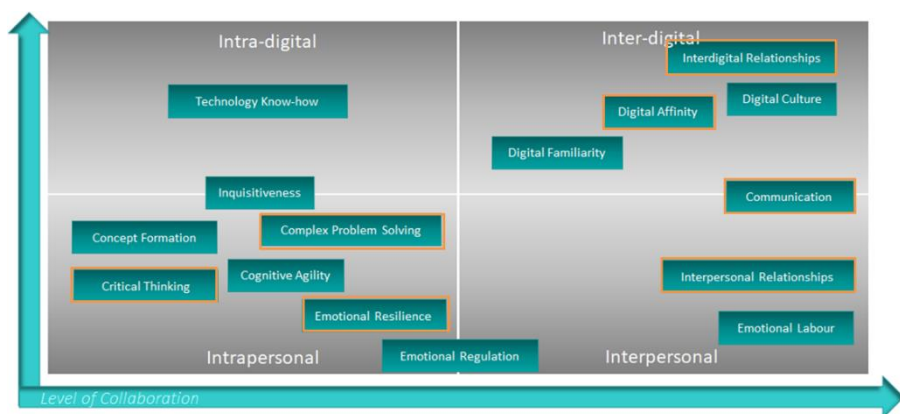 Intra-digital
Inter-digital
Interdigital Relationships
Technology Know-how
Digital Affinity
Digital Culture
Digital Familiarity
Inquisitiveness
Communication
Concept Formation
Complex Problem Solving
Critical Thinking
Cognitive Agility
Interpersonal Relationships
Emotional Resilience
Emotional Labour
Intrapersonal
Emotional Regulation
Interpersonal
Level of Collaboration